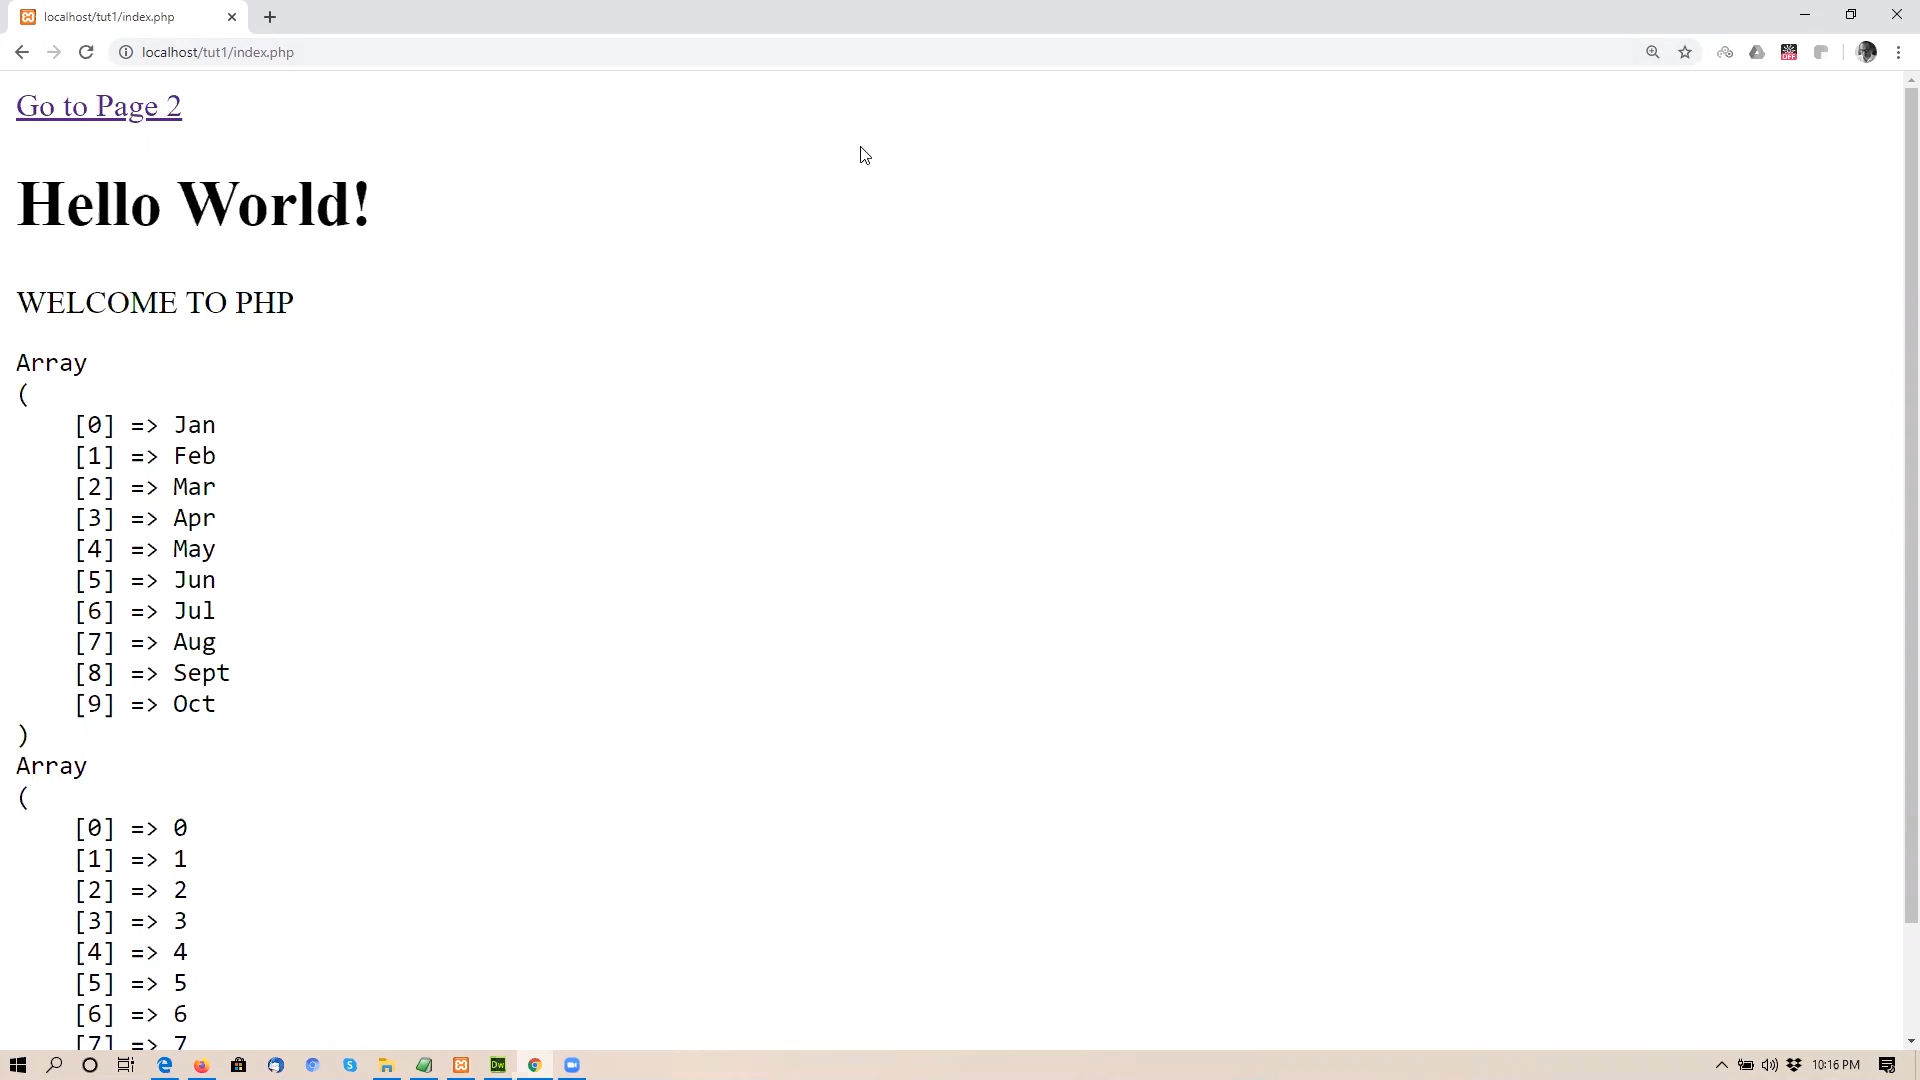 localhost/tut1/index.php
localhost/tut1/index.php
OFF
Go to Page 2
Hello World!
WELCOME TO PHP
Array
(
    [0] => Jan
    [1] => Feb
    [2] => Mar
    [3] => Apr
    [4] => May
    [5] => Jun
    [6] => Jul
    [7] => Aug
    [8] => Sept
    [9] => Oct
)
Array
(
    [0] => 0
    [1] => 1
    [2] => 2
    [3] => 3
    [4] => 4
    [5] => 5
    [6] => 6
    [7] => 7
Dw
10:16 PM